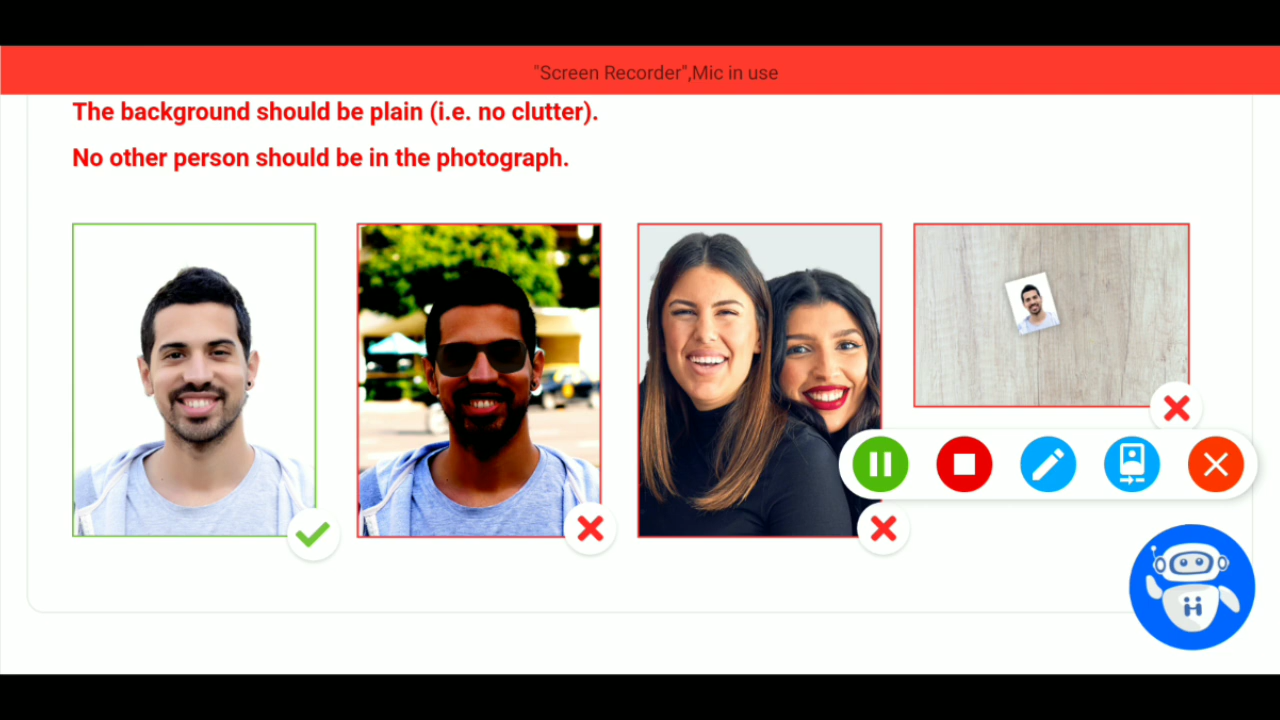 "Screen Recorder",Mic in use
The background should be plain (i.e. no clutter).
No other person should be in the photograph.